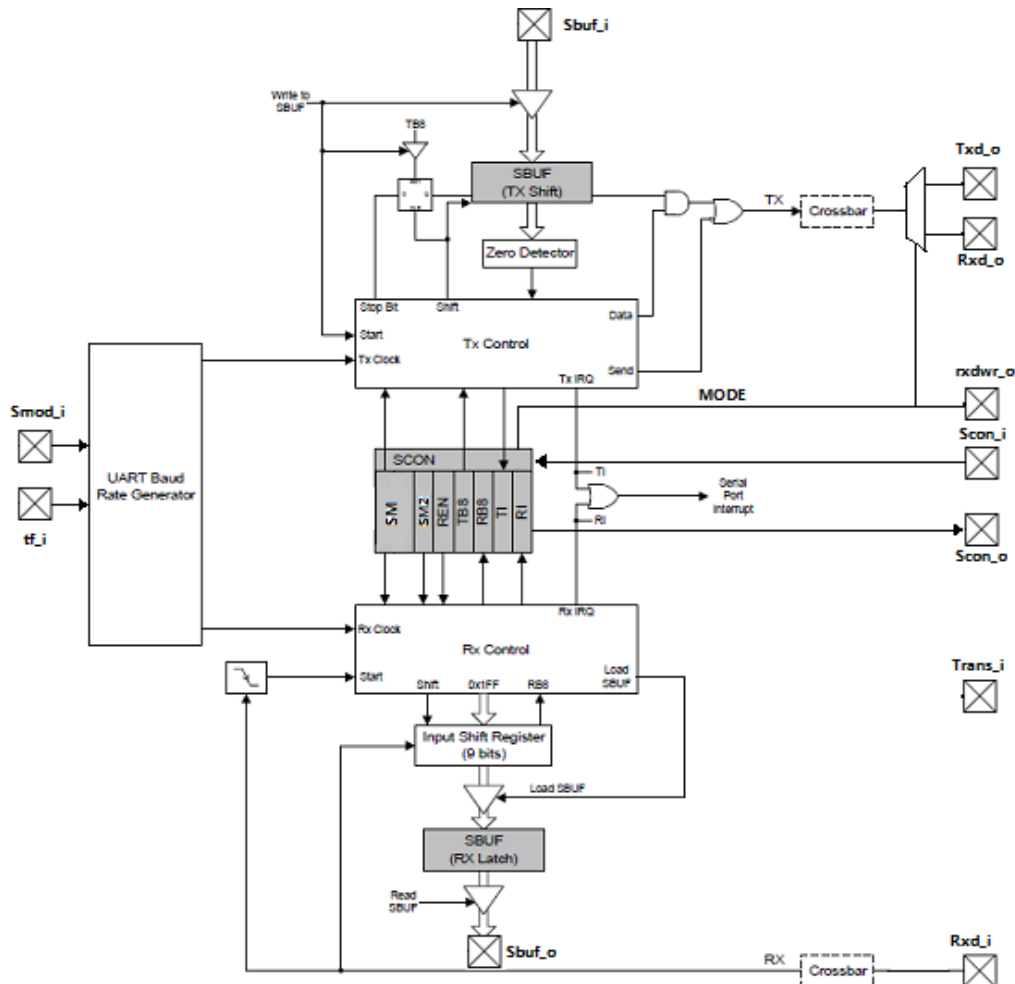 Sbuf_i
Write to
SBUF
TB8
SBUF
(TX Shift)
Txd_o
TX
Crossbar
Rxd_o
Zero Detector
Stop Bit
Shift
Data
Start
Tx Control
Tx Clock
Send
Tx IRQ
MODE
rxdwr_o
Smod_i
UART Baud
Rate Generator
tf_i
SCON
SM
SM2
REN
TB8
RB8
TI
RI
TI
RI
Serial
Port
Interrupt
Scon_i
Scon_o
Rx IRQ
Rx Clock
Rx Control
Start
Load
SBUF
Shift
0x1FF
RB8
Trans_i
Input Shift Register
(9 bits)
Load SBUF
SBUF
(RX Latch)
Read
SBUF
Sbuf_o
RX
Crossbar
Rxd_i